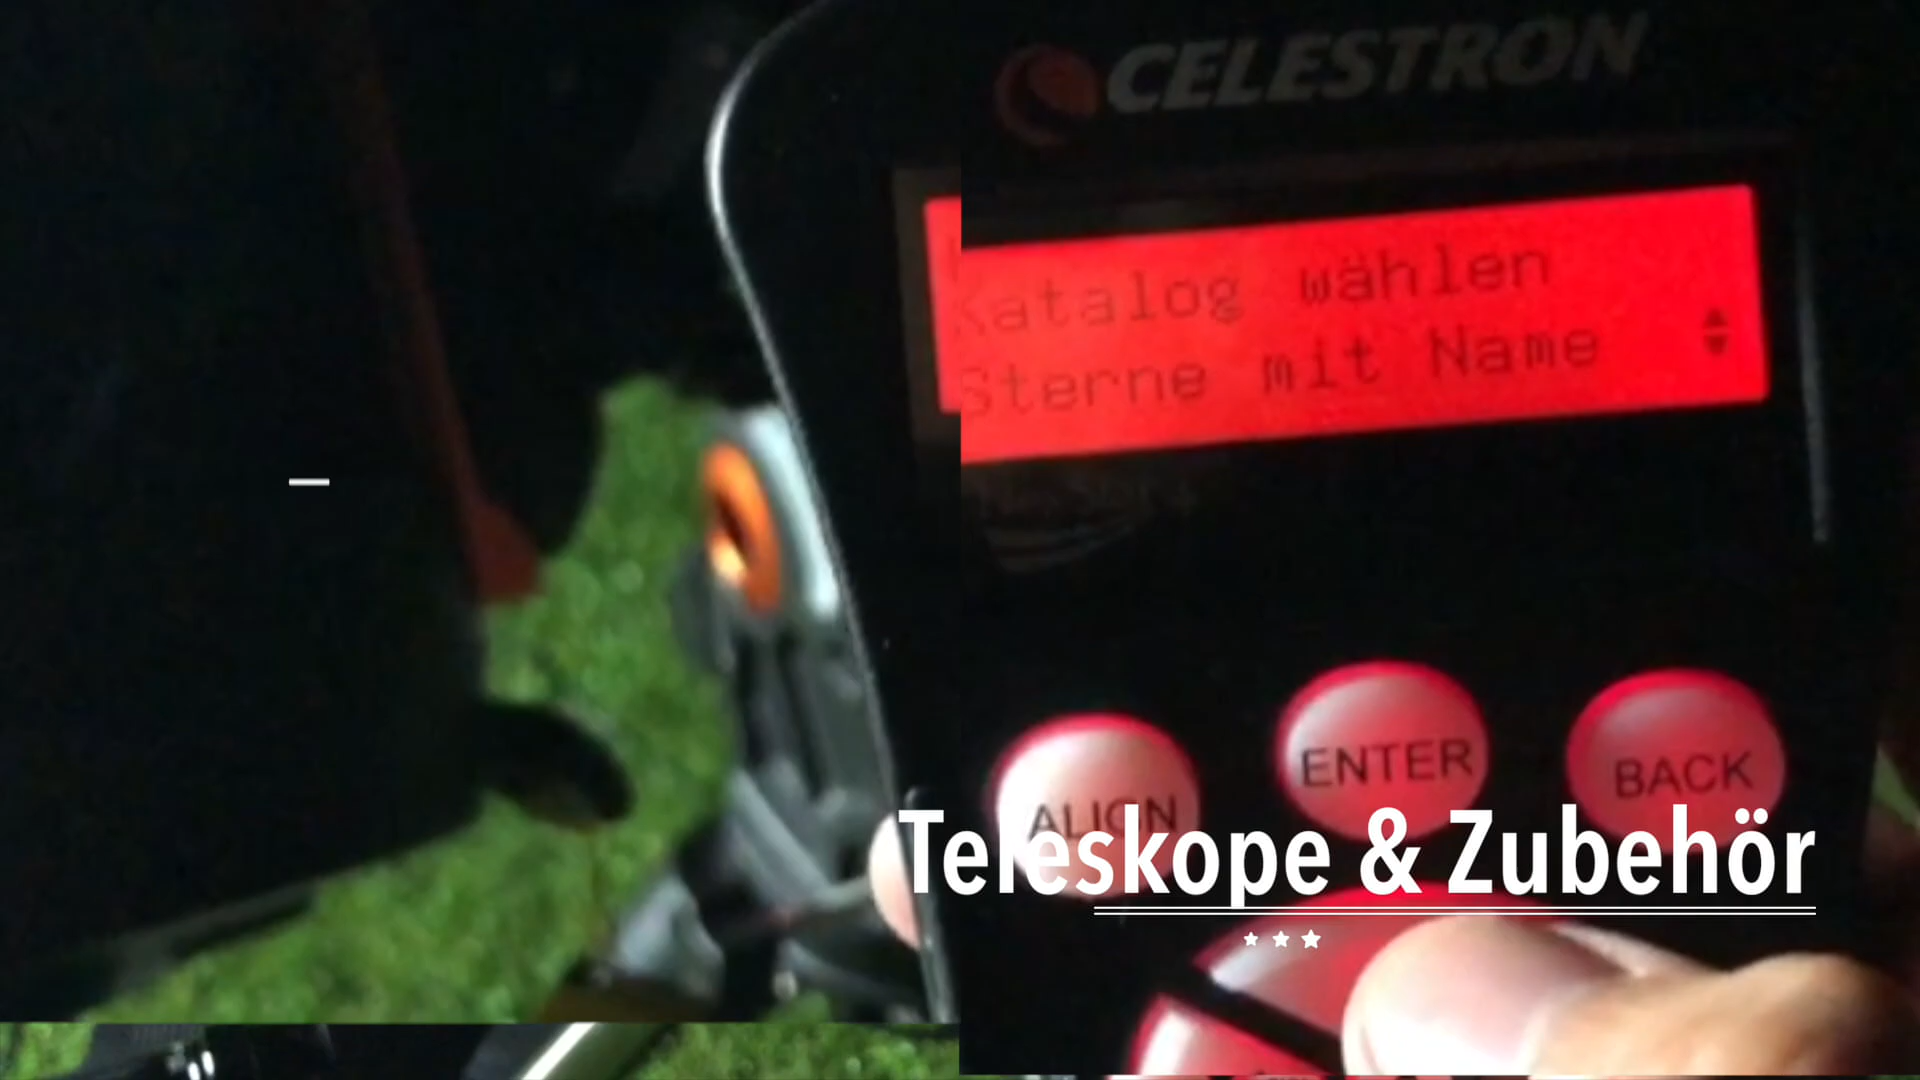 CELESTRON
Katalog wählen
Sterne mit Name
ALIGN
ENTER
BACK
Teleskope & Zubehör